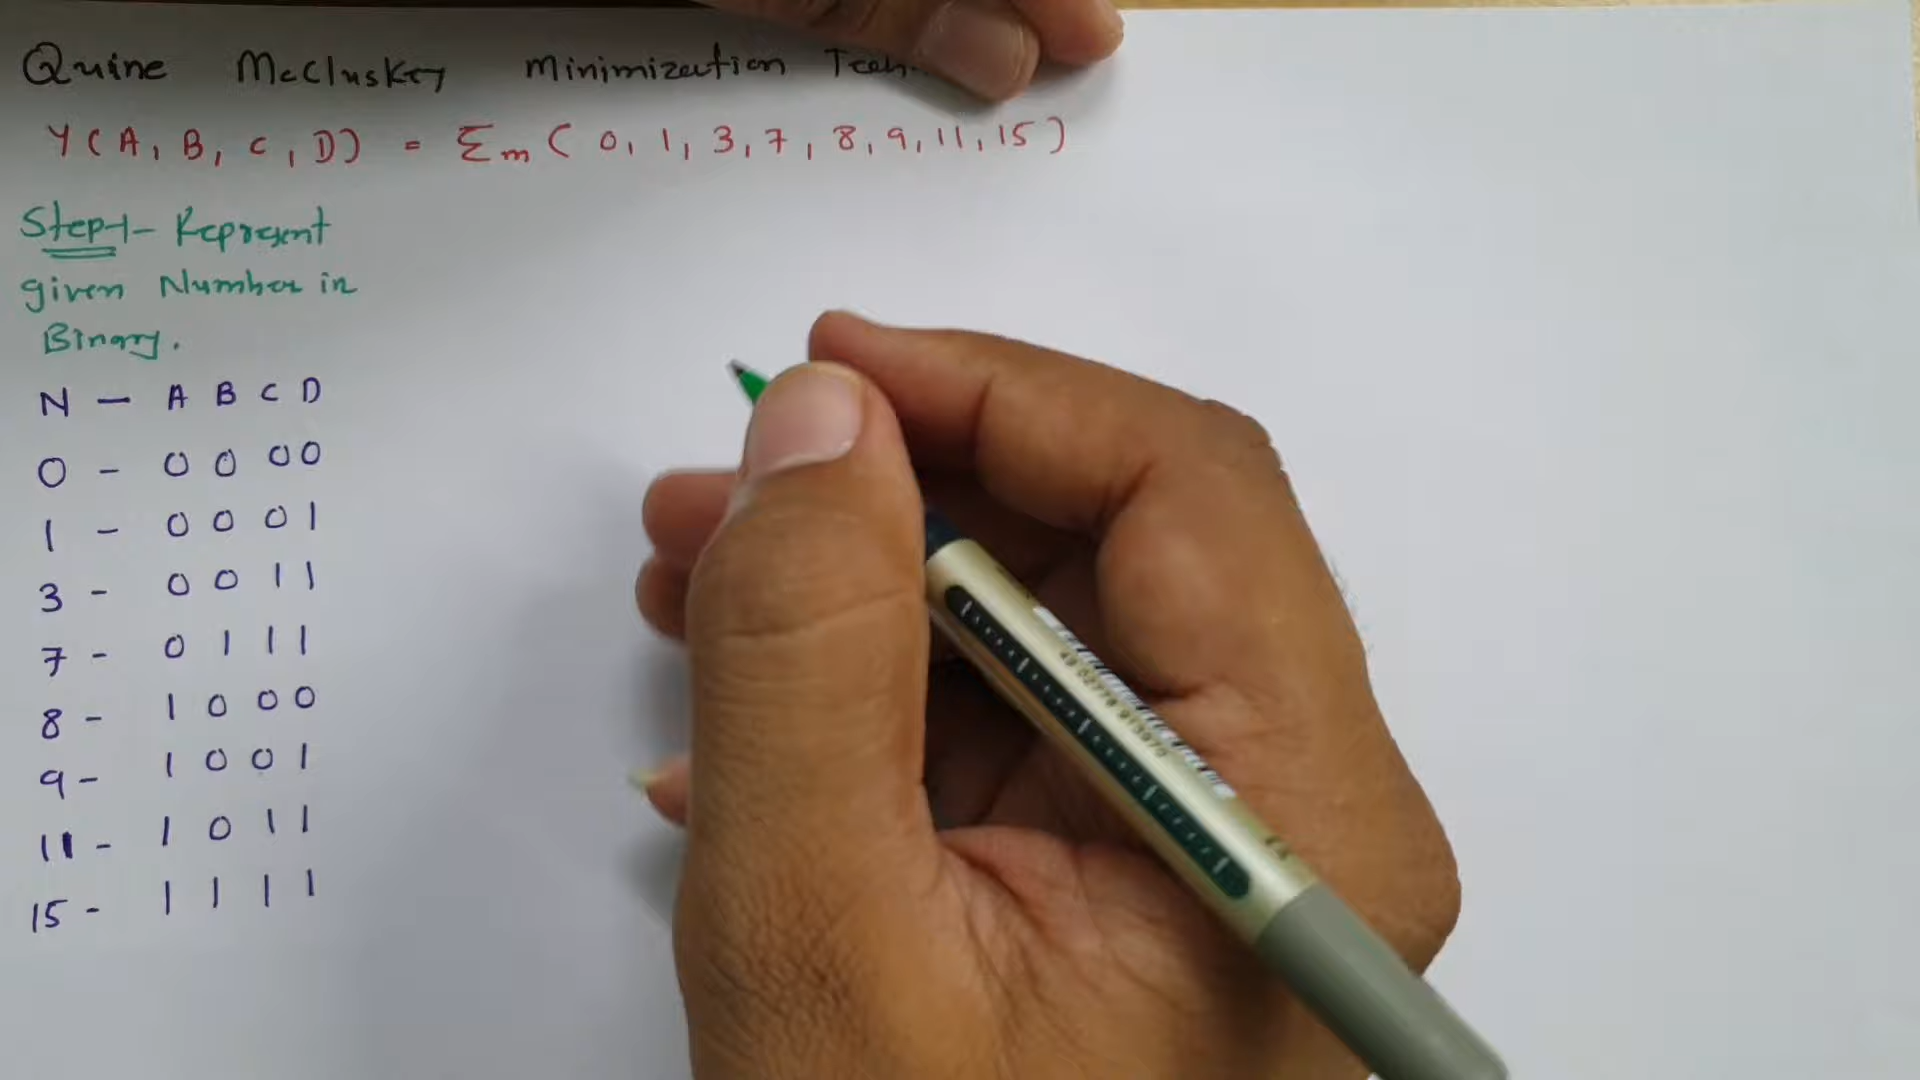 Quine McCluskey Minimization
Y(A, B, C, D) = Σm ( 0, 1, 3, 7, 8, 9, 11, 15 )
Step-1- Represent
given Number in
Binary.
N - A B C D
0 - 0 0 0 0
1 - 0 0 0 1
3 - 0 0 1 1
7 - 0 1 1 1
8 - 1 0 0 0
9 - 1 0 0 1
11 - 1 0 1 1
15 - 1 1 1 1